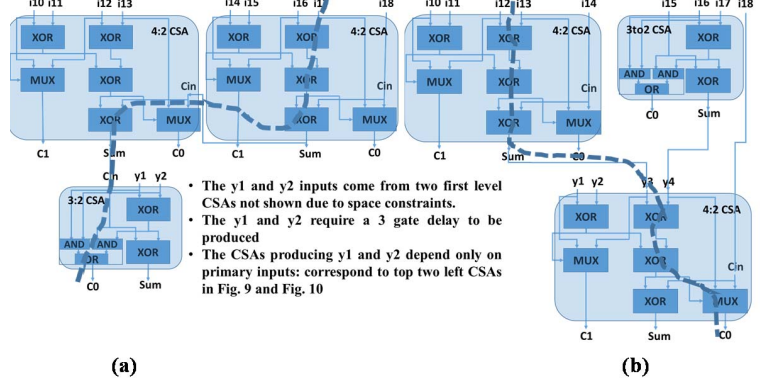 i10 i11 i12 i13 i14 i15 i16 i17 i18 i10 i11 i12 i13 i14 i15 i16 i17 i18
XOR XOR 4:2 CSA XOR XOR 4:2 CSA XOR XOR 4:2 CSA 3to2 CSA XOR
MUX XOR Cin MUX XOR Cin MUX XOR Cin AND AND XOR
OR
XOR MUX XOR MUX XOR MUX C0 Sum
C1 Sum C0 C1 Sum C0 C1 Sum C0
Cin y1 y2
3:2 CSA XOR
AND AND XOR
OR
C0 Sum
• The y1 and y2 inputs come from two first level
CSAs not shown due to space constraints.
• The y1 and y2 require a 3 gate delay to be
produced
• The CSAs producing y1 and y2 depend only on
primary inputs: correspond to top two left CSAs
in Fig. 9 and Fig. 10
y1 y2 y3 y4
XOR XOR 4:2 CSA
MUX XOR Cin
XOR MUX
C1 Sum C0
(a) (b)